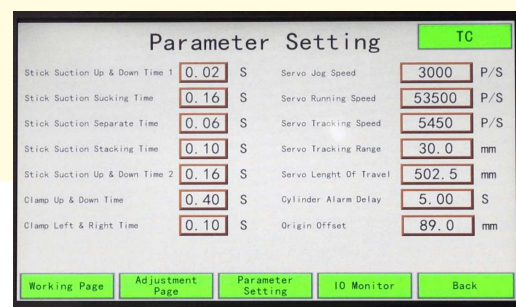 Parameter Setting
TC
Stick Suction Up & Down Time 1 0.02 S Servo Jog Speed 3000 P/S
Stick Suction Sucking Time 0.16 S Servo Running Speed 53500 P/S
Stick Suction Separate Time 0.06 S Servo Tracking Speed 5450 P/S
Stick Suction Stacking Time 0.10 S Servo Tracking Range 30.0 mm
Stick Suction Up & Down Time 2 0.16 S Servo Lenght Of Travel 502.5 mm
Clamp Up & Down Time 0.40 S Cylinder Alarm Delay 5.00 S
Clamp Left & Right Time 0.10 S Origin Offset 89.0 mm
Working Page Adjustment Page Parameter Setting IO Monitor Back